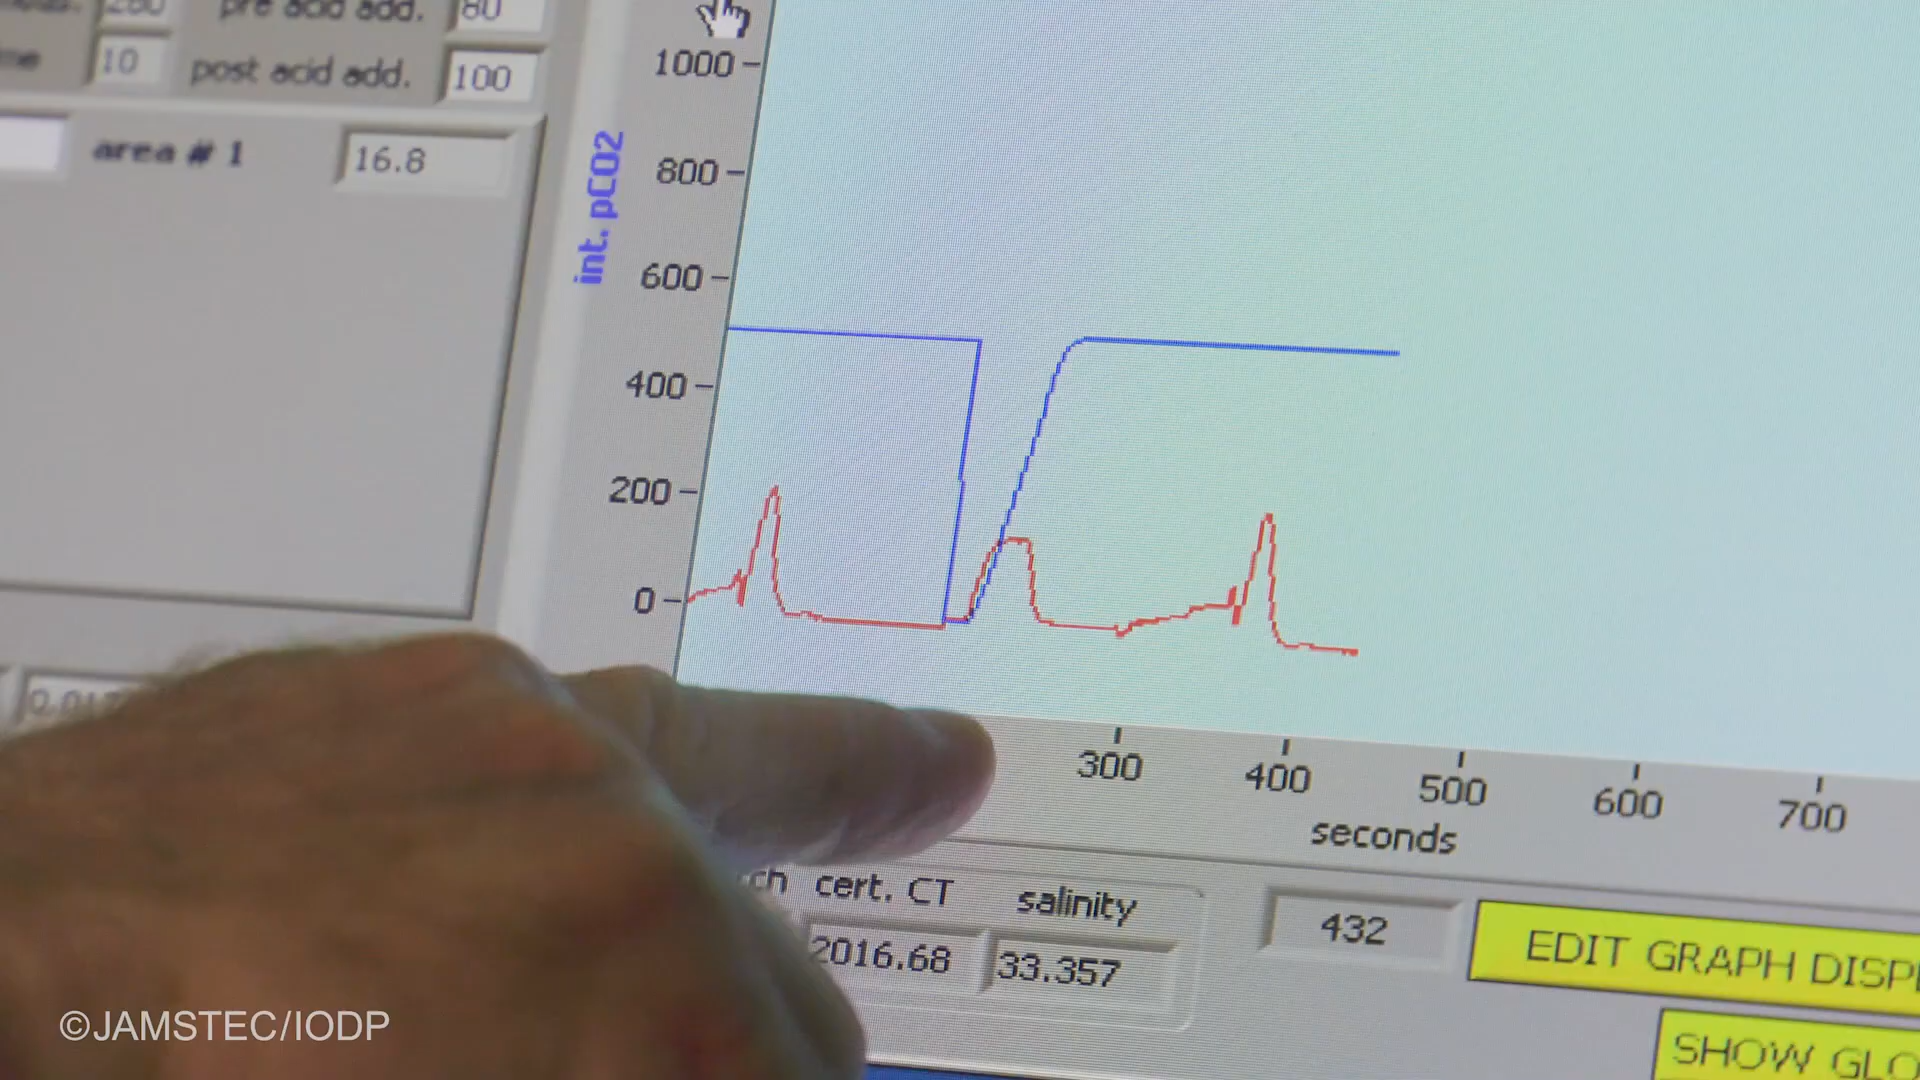 260 pre acid add. 80
10 post acid add. 100
area # 1 16.8
int. pCO2
1000
800
600
400
200
0
300 400 500 600 700
seconds
cert. CT salinity
2016.68 33.357
432
EDIT GRAPH
SHOW
©JAMSTEC/IODP